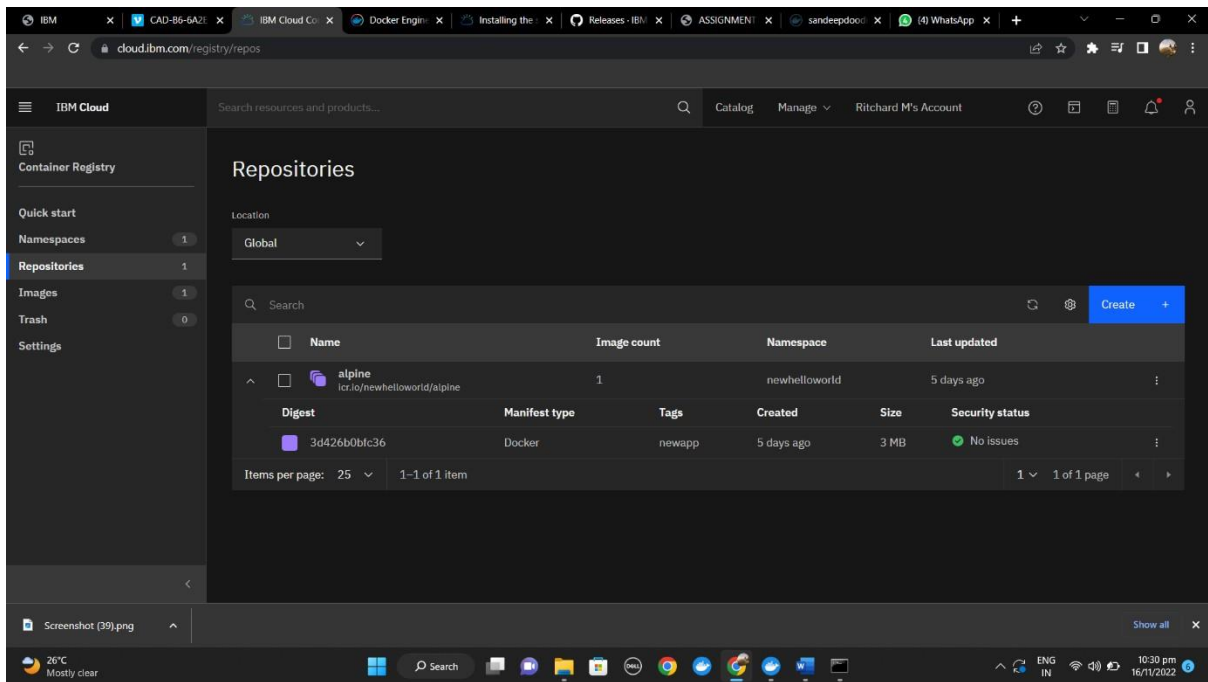 IBM
CAD-B6-6A2E
IBM Cloud Co
Docker Engin
Installing the
Releases · IBM
ASSIGNMENT
sandeepdood
(4) WhatsApp
cloud.ibm.com/registry/repos
IBM Cloud
Search resources and products...
Catalog
Manage
Ritchard M's Account
Container Registry
Quick start
Namespaces 1
Repositories 1
Images 1
Trash 0
Settings
Repositories
Location
Global
Search
Create +
Name Image count Namespace Last updated
alpine 1 newhelloworld 5 days ago
icr.io/newhelloworld/alpine
Digest Manifest type Tags Created Size Security status
3d426b0bfc36 Docker newapp 5 days ago 3 MB No issues
Items per page: 25 1–1 of 1 item 1 1 of 1 page
Screenshot (39).png
Show all
26°C
Mostly clear
Search
DELL
ENG
IN
10:30 pm
16/11/2022
6